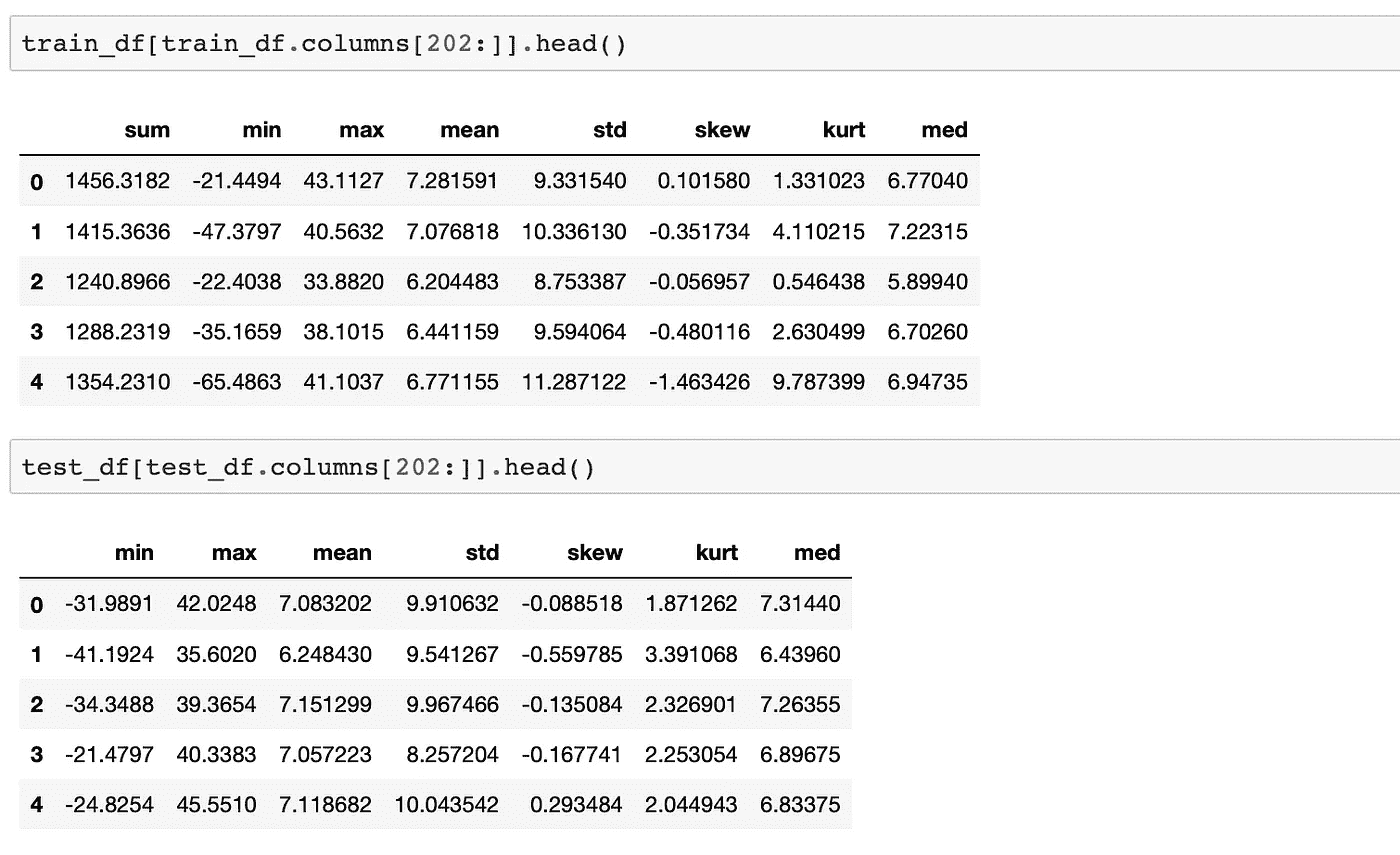 train_df[train_df.columns[202:]].head()
sum min max mean std skew kurt med
0 1456.3182 -21.4494 43.1127 7.281591 9.331540 0.101580 1.331023 6.77040
1 1415.3636 -47.3797 40.5632 7.076818 10.336130 -0.351734 4.110215 7.22315
2 1240.8966 -22.4038 33.8820 6.204483 8.753387 -0.056957 0.546438 5.89940
3 1288.2319 -35.1659 38.1015 6.441159 9.594064 -0.480116 2.630499 6.70260
4 1354.2310 -65.4863 41.1037 6.771155 11.287122 -1.463426 9.787399 6.94735
test_df[test_df.columns[202:]].head()
min max mean std skew kurt med
0 -31.9891 42.0248 7.083202 9.910632 -0.088518 1.871262 7.31440
1 -41.1924 35.6020 6.248430 9.541267 -0.559785 3.391068 6.43960
2 -34.3488 39.3654 7.151299 9.967466 -0.135084 2.326901 7.26355
3 -21.4797 40.3383 7.057223 8.257204 -0.167741 2.253054 6.89675
4 -24.8254 45.5510 7.118682 10.043542 0.293484 2.044943 6.83375